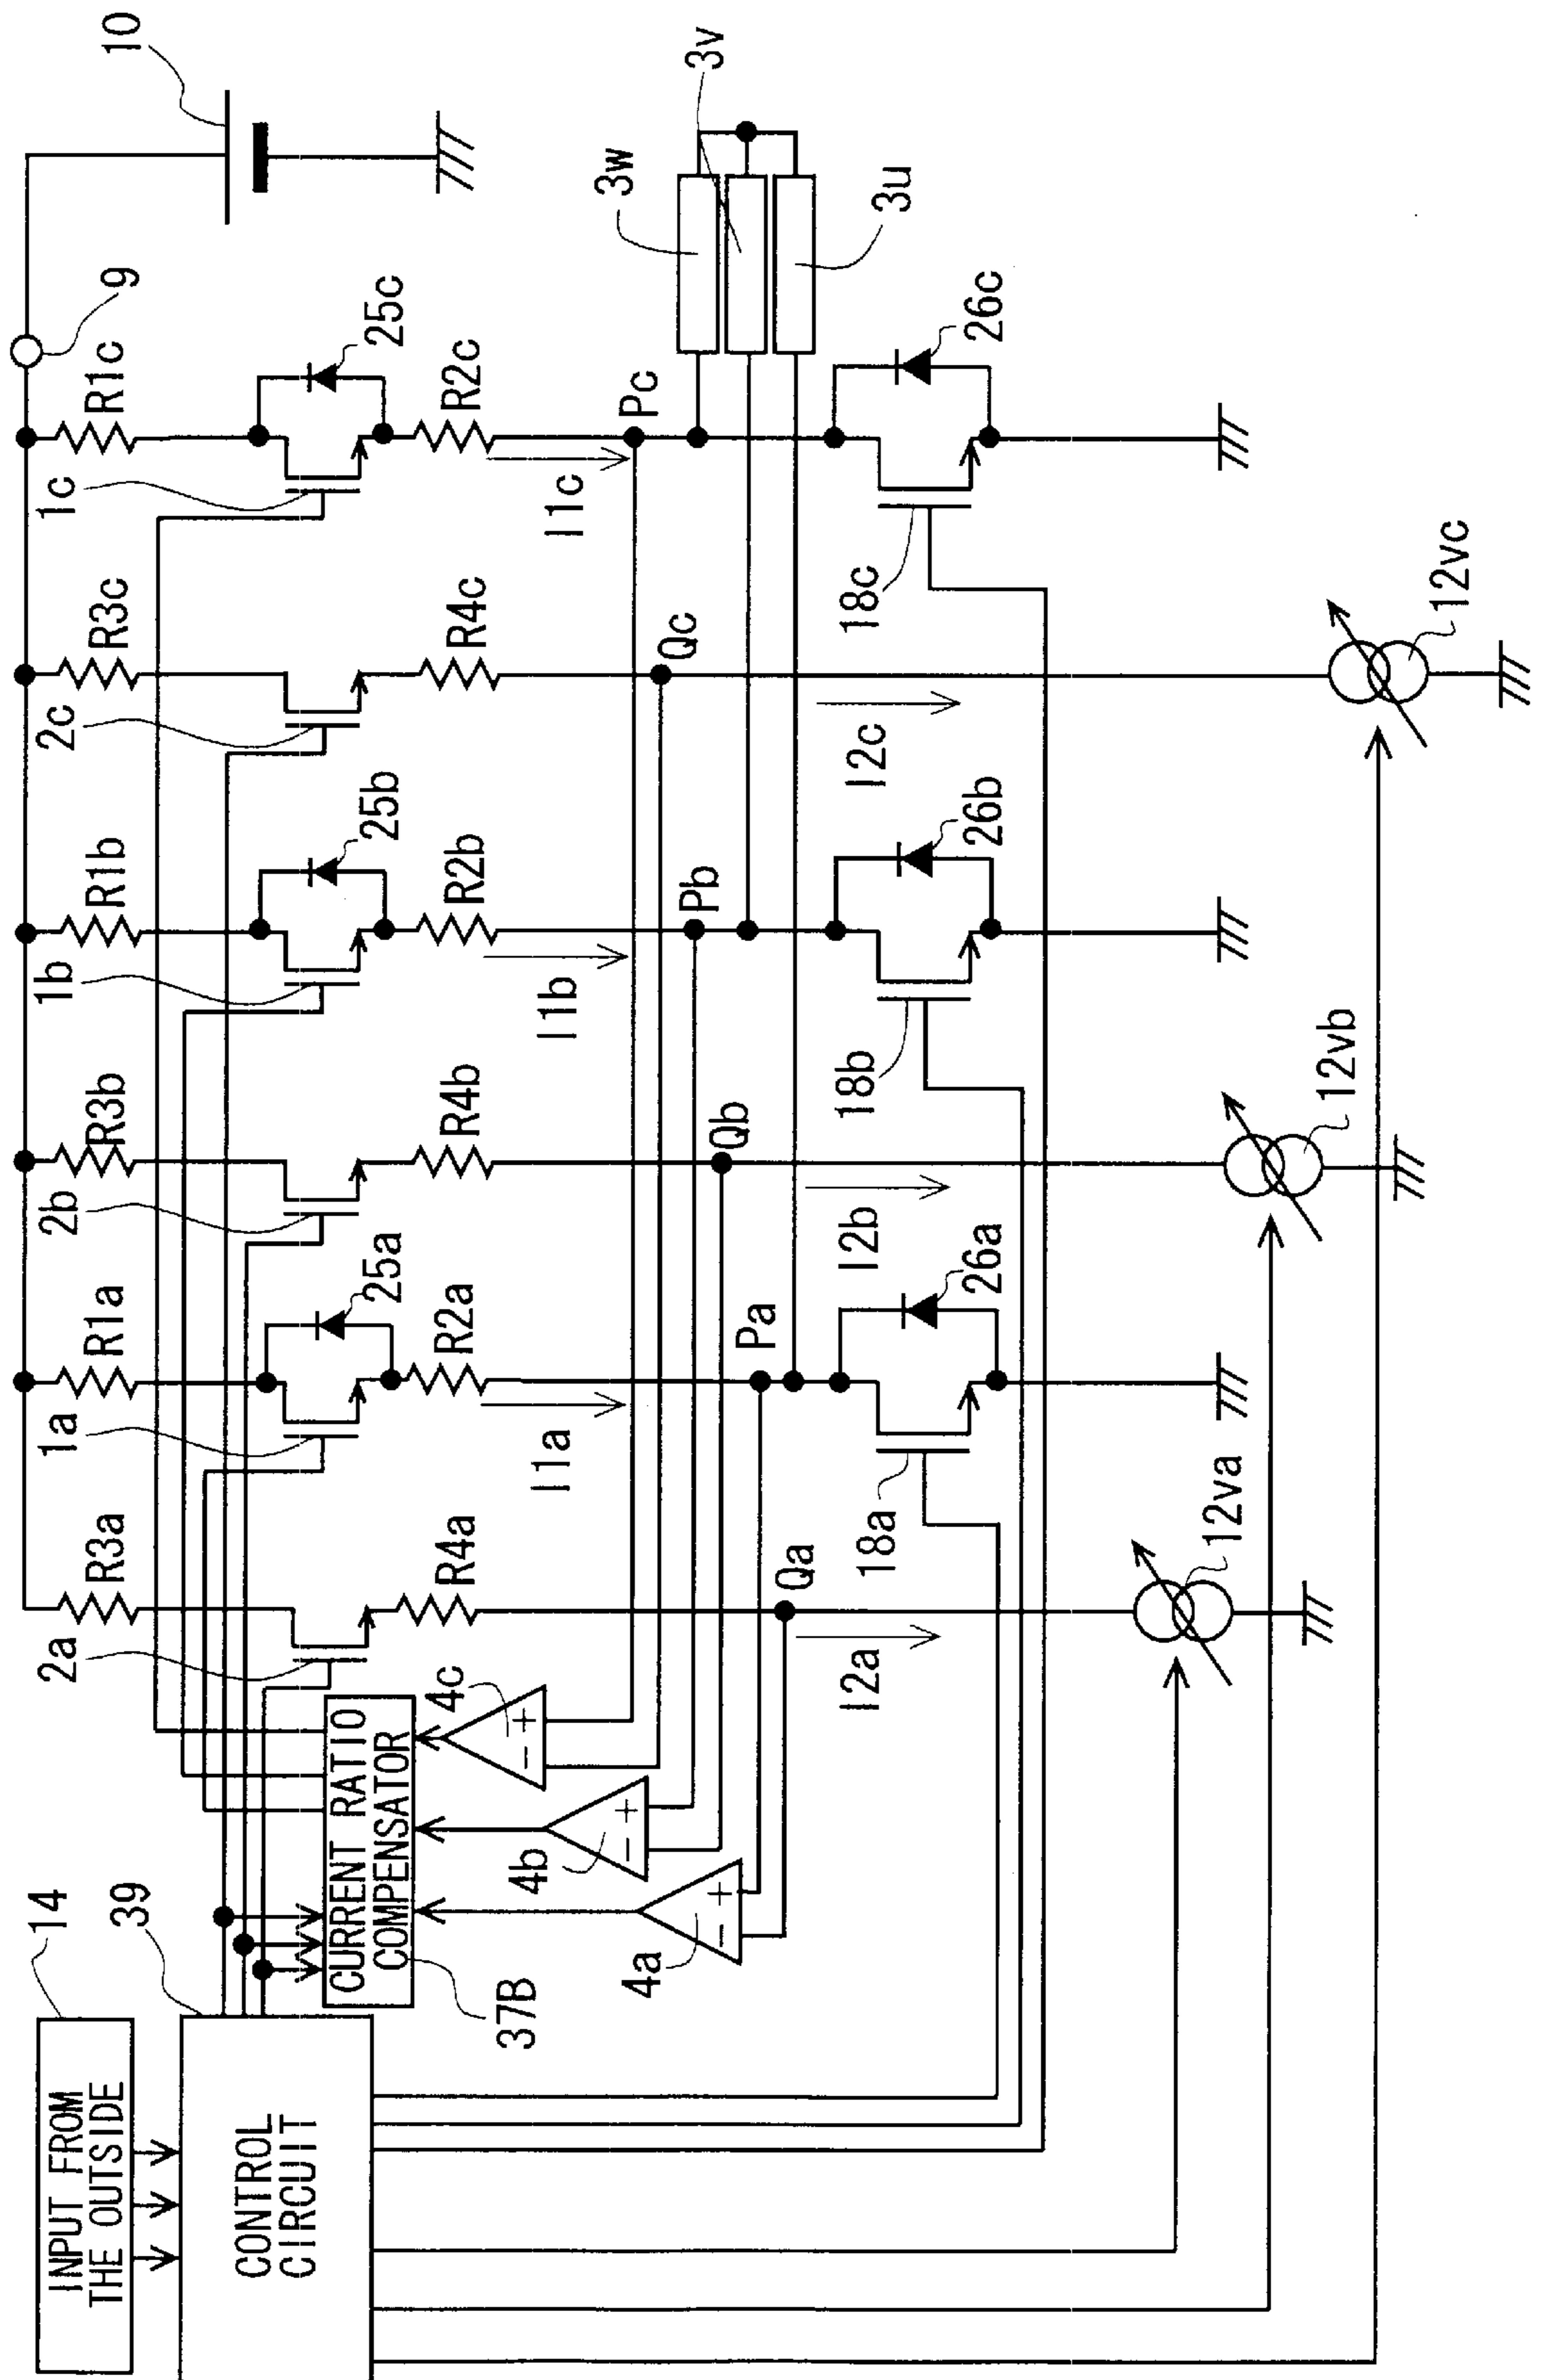 INPUT FROM
THE OUTSIDE
14
39
CONTROL
CIRCUIT
CURRENT RATIO
COMPENSATOR
37B
2a
R3a
1a
R1a
2b
R3b
1b
R1b
2c
R3c
1c
R1c
9
10
25a
25b
25c
R4a
R2a
R4b
R2b
R4c
R2c
4c
- +
4b
- +
4a
- +
I1a
I1b
I1c
Qa
Pa
Qb
Pb
Qc
Pc
3w
3v
3u
I2a
I2b
I2c
18a
26a
18b
26b
18c
26c
12va
12vb
12vc